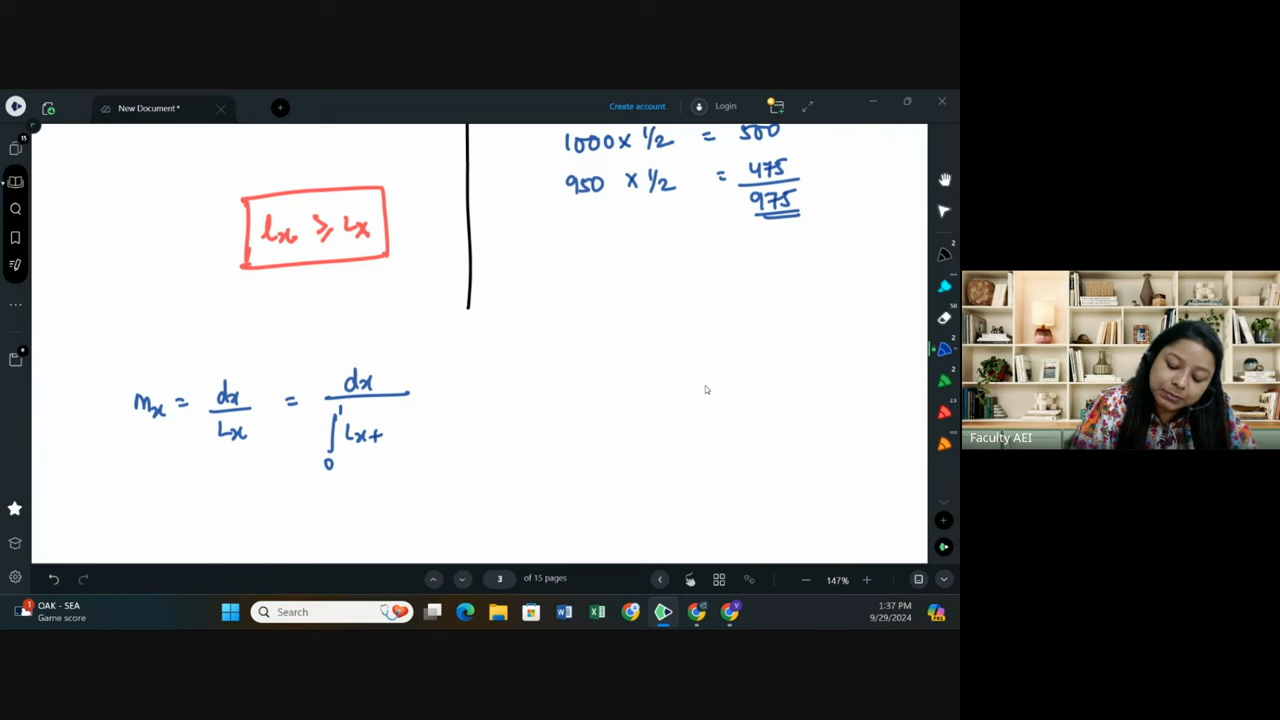 New Document*
Create account
Login
15
1000 x 1/2 = 500
950 x 1/2 = 475
975
lx ≥ Lx
mx = dx / Lx = dx / ∫₀¹ lx+
Faculty AEI
3 of 15 pages
147%
OAK - SEA
Game score
Search
1:37 PM
9/29/2024